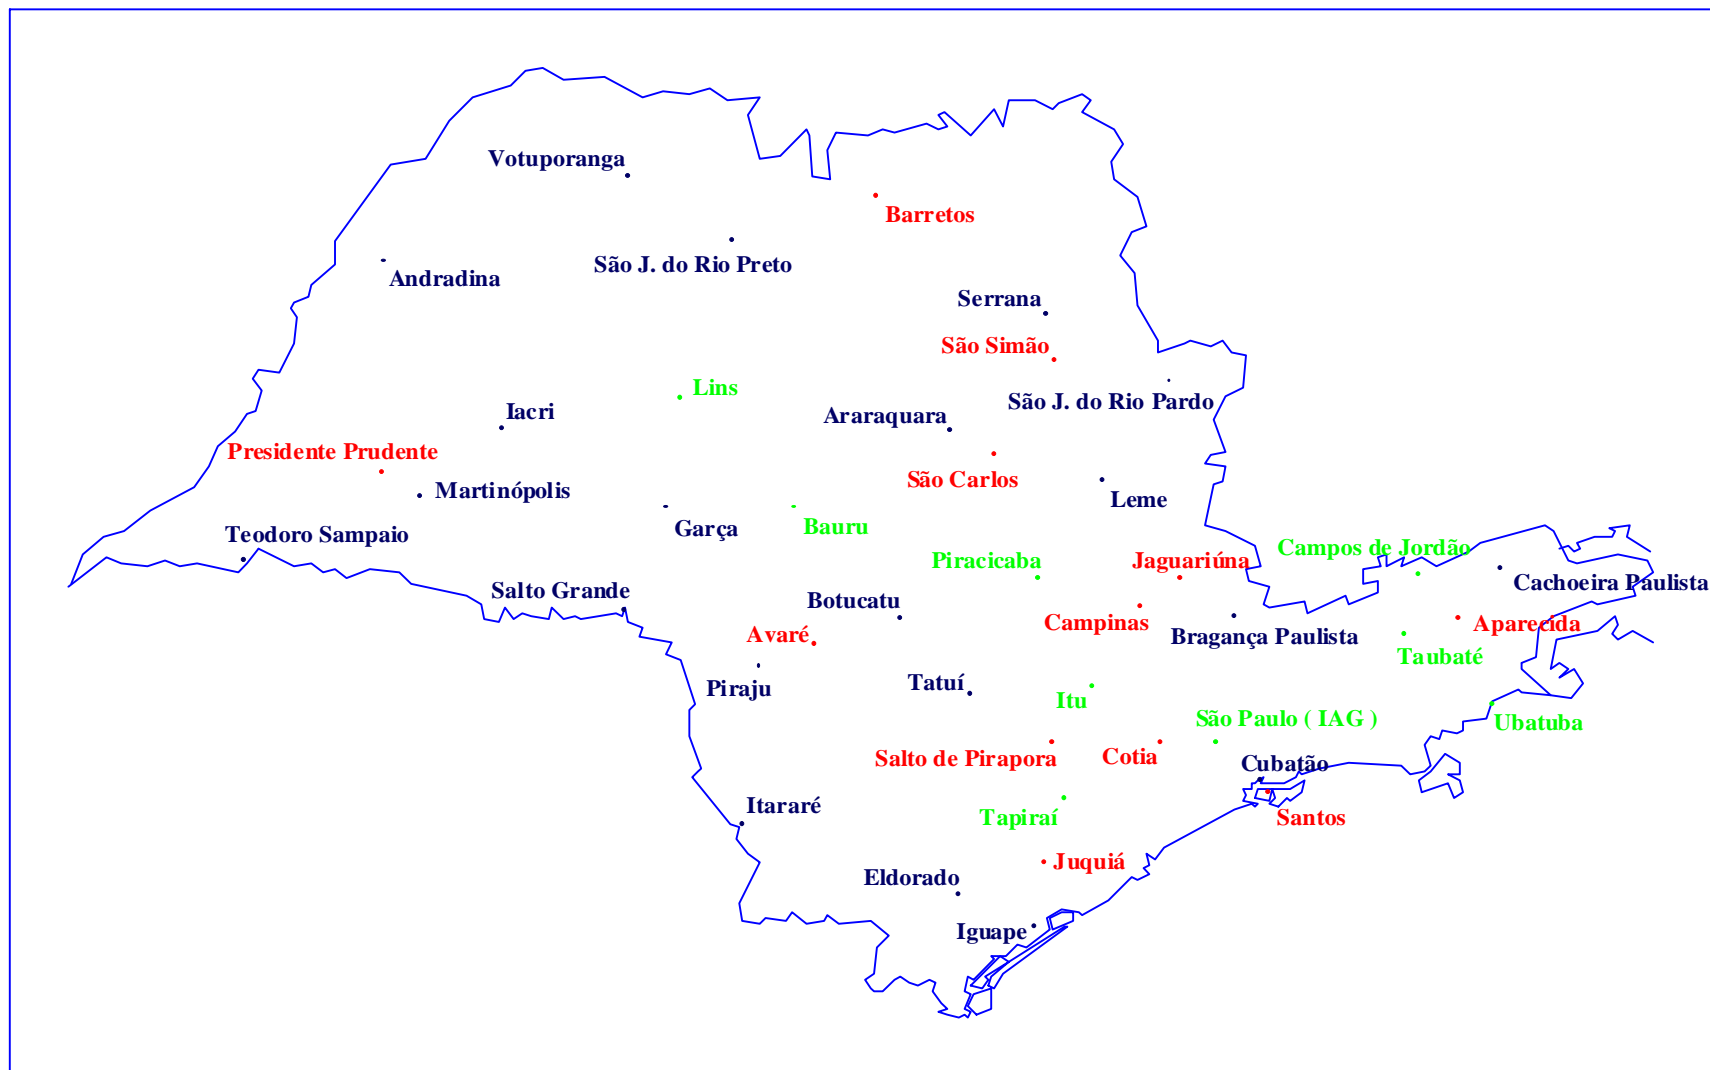 Votuporanga
Barretos
São J. do Rio Preto
Andradina
Serrana
São Simão
Lins
São J. do Rio Pardo
Iacri
Araraquara
Presidente Prudente
São Carlos
Martinópolis
Leme
Garça
Bauru
Teodoro Sampaio
Campos de Jordão
Piracicaba
Jaguariúna
Cachoeira Paulista
Salto Grande
Botucatu
Campinas
Aparecida
Avaré
Bragança Paulista
Taubaté
Tatuí
Piraju
Itu
São Paulo ( IAG )
Ubatuba
Salto de Pirapora
Cotia
Cubatão
Itararé
Tapiraí
Santos
Juquiá
Eldorado
Iguape